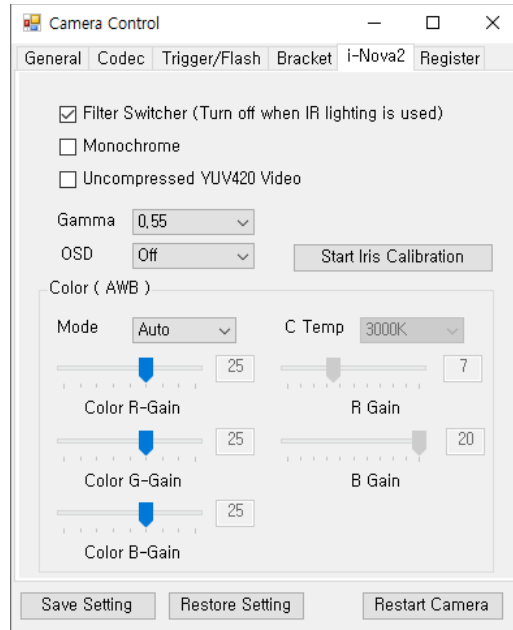 Camera Control
General Codec Trigger/Flash Bracket i-Nova2 Register
Filter Switcher (Turn off when IR lighting is used)
Monochrome
Uncompressed YUV420 Video
Gamma 0,55
OSD Off Start Iris Calibration
Color ( AWB )
Mode Auto C Temp 3000K
25 7
Color R-Gain R Gain
25 20
Color G-Gain B Gain
25
Color B-Gain
Save Setting Restore Setting Restart Camera